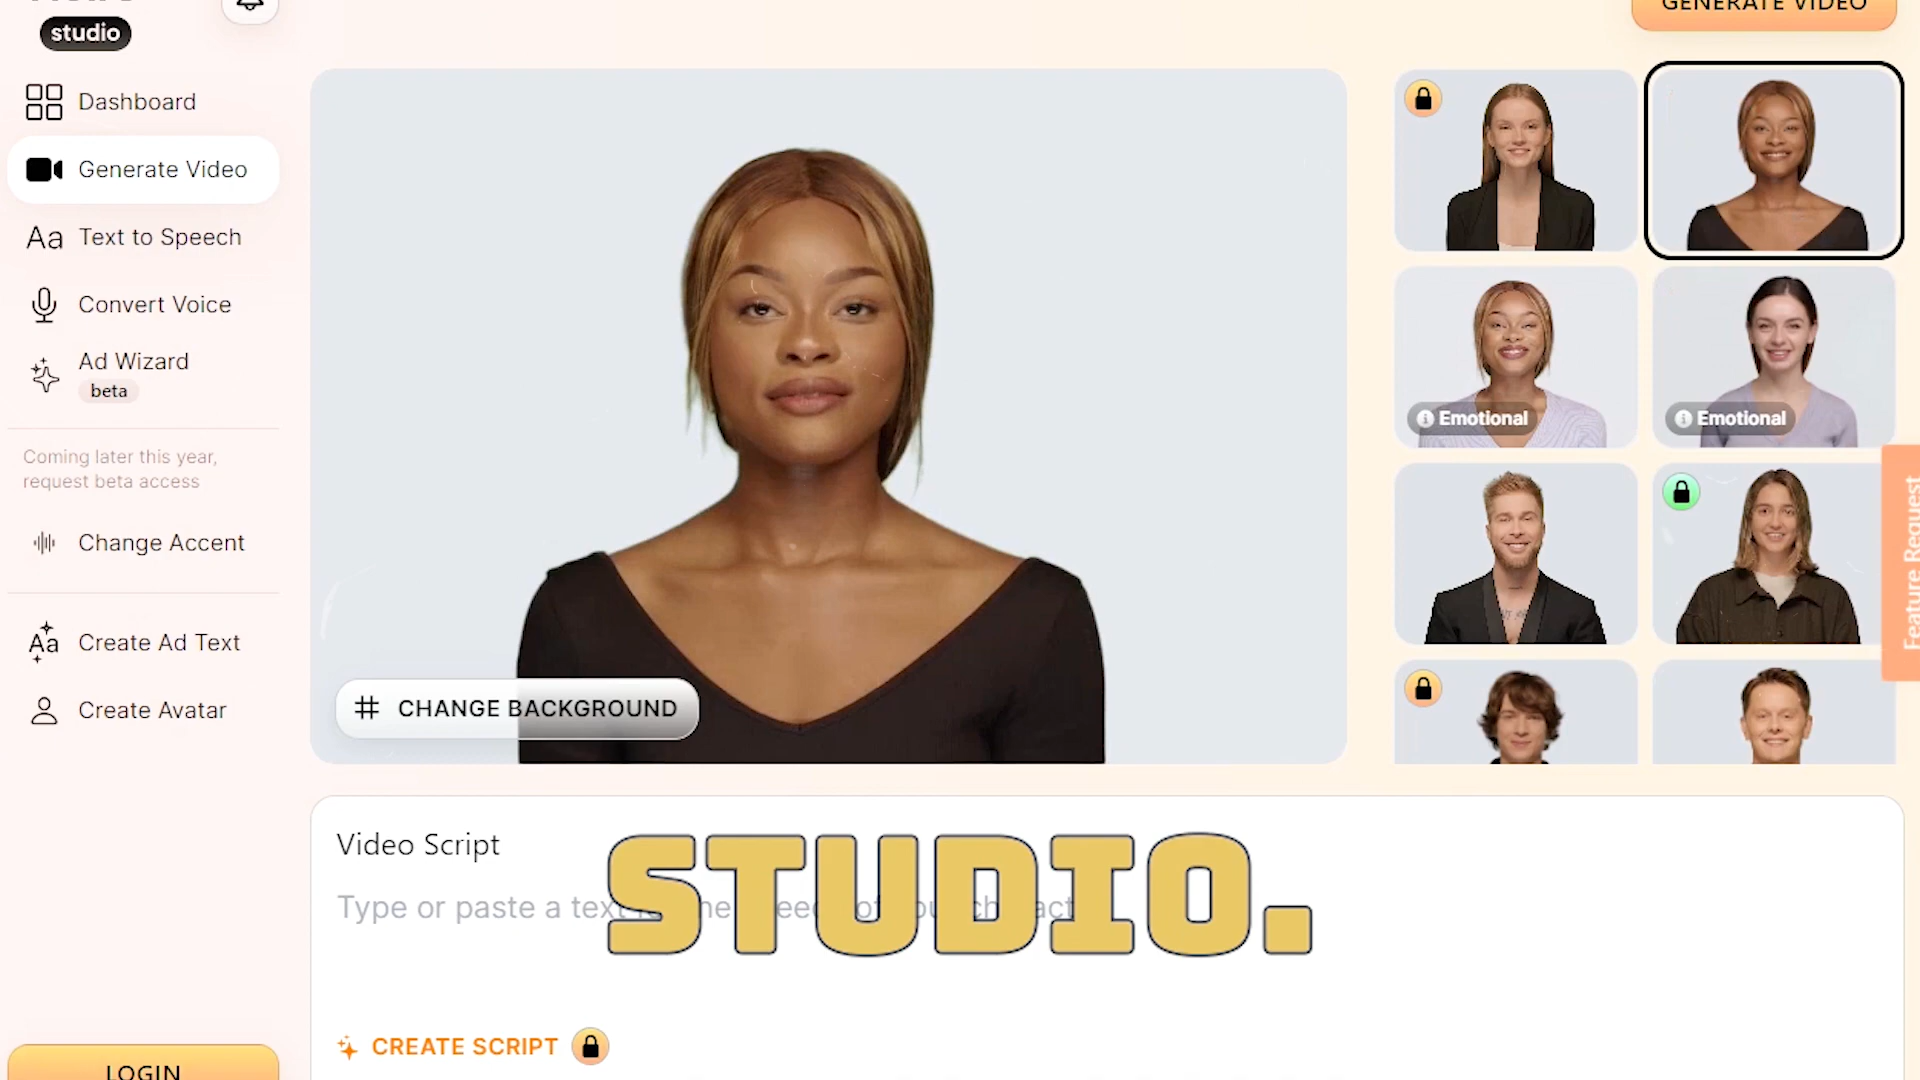 studio
Dashboard
Generate Video
Aa Text to Speech
Convert Voice
Ad Wizard
beta
Coming later this year,
request beta access
Change Accent
Aa Create Ad Text
Create Avatar
LOGIN
GENERATE VIDEO
# CHANGE BACKGROUND
Emotional
Emotional
Feature Request
Video Script
Type or paste a text
STUDIO.
CREATE SCRIPT